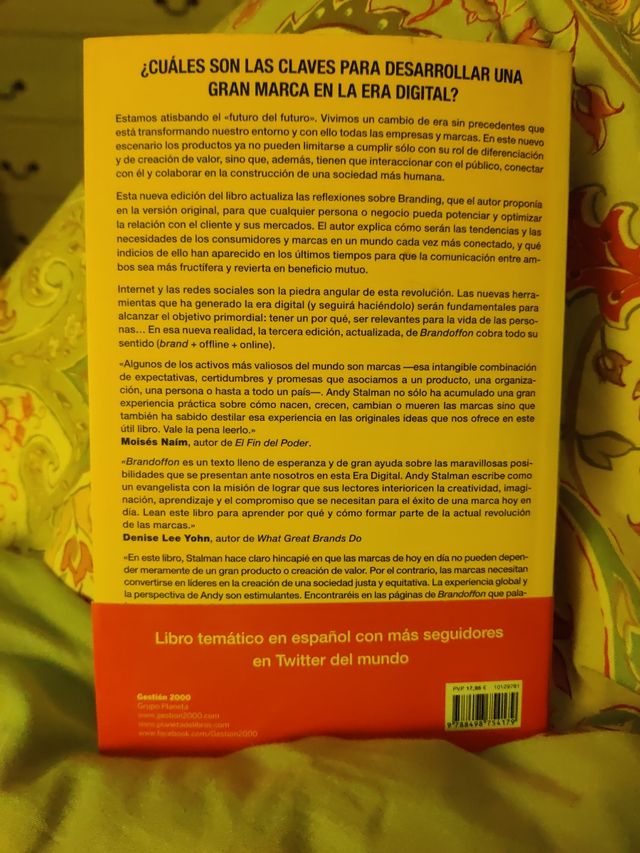 ¿CUÁLES SON LAS CLAVES PARA DESARROLLAR UNA
GRAN MARCA EN LA ERA DIGITAL?
Estamos atisbando el «futuro del futuro». Vivimos un cambio de era sin precedentes que
está transformando nuestro entorno y con ello todas las empresas y marcas. En este nuevo
escenario los productos ya no pueden limitarse a cumplir sólo con su rol de diferenciación
y de creación de valor, sino que, además, tienen que interaccionar con el público, conectar
con él y colaborar en la construcción de una sociedad más humana.
Esta nueva edición del libro actualiza las reflexiones sobre Branding, que el autor proponía
en la versión original, para que cualquier persona o negocio pueda potenciar y optimizar
la relación con el cliente y sus mercados. El autor explica cómo serán las tendencias y las
necesidades de los consumidores y marcas en un mundo cada vez más conectado, y qué
indicios de ello han aparecido en los últimos tiempos para que la comunicación entre am-
bos sea más fructífera y revierta en beneficio mutuo.
Internet y las redes sociales son la piedra angular de esta revolución. Las nuevas herra-
mientas que ha generado la era digital (y seguirá haciéndolo) serán fundamentales para
alcanzar el objetivo primordial: tener un por qué, ser relevantes para la vida de las perso-
nas... En esa nueva realidad, la tercera edición, actualizada, de Brandoffon cobra todo su
sentido (brand + offline + online).
«Algunos de los activos más valiosos del mundo son marcas —esa intangible combinación
de expectativas, certidumbres y promesas que asociamos a un producto, una organiza-
ción, una persona o hasta a todo un país—. Andy Stalman no sólo ha acumulado una gran
experiencia práctica sobre cómo nacen, crecen, cambian o mueren las marcas sino que
también ha sabido destilar esa experiencia en las originales ideas que nos ofrece en este
útil libro. Vale la pena leerlo.»
Moisés Naím, autor de El Fin del Poder.
«Brandoffon es un texto lleno de esperanza y de gran ayuda sobre las maravillosas posi-
bilidades que se presentan ante nosotros en esta Era Digital. Andy Stalman escribe como
un evangelista con la misión de lograr que sus lectores interioricen la creatividad, imagi-
nación, aprendizaje y el compromiso que se necesitan para el éxito de una marca hoy en
día. Lean este libro para aprender por qué y cómo formar parte de la actual revolución
de las marcas.»
Denise Lee Yohn, autor de What Great Brands Do
«En este libro, Stalman hace claro hincapié en que las marcas de hoy en día no pueden depen-
der meramente de un gran producto o creación de valor. Por el contrario, las marcas necesitan
convertirse en líderes en la creación de una sociedad justa y equitativa. La experiencia global y
la perspectiva de Andy son estimulantes. Encontraréis en las páginas de Brandoffon que pala-
Libro temático en español con más seguidores
en Twitter del mundo
Gestión 2000
Grupo Planeta
www.gestion2000.com
www.planetadelibros.com
www.facebook.com/Gestion2000
PVP 17,95 € 10129781
9 788498 754179